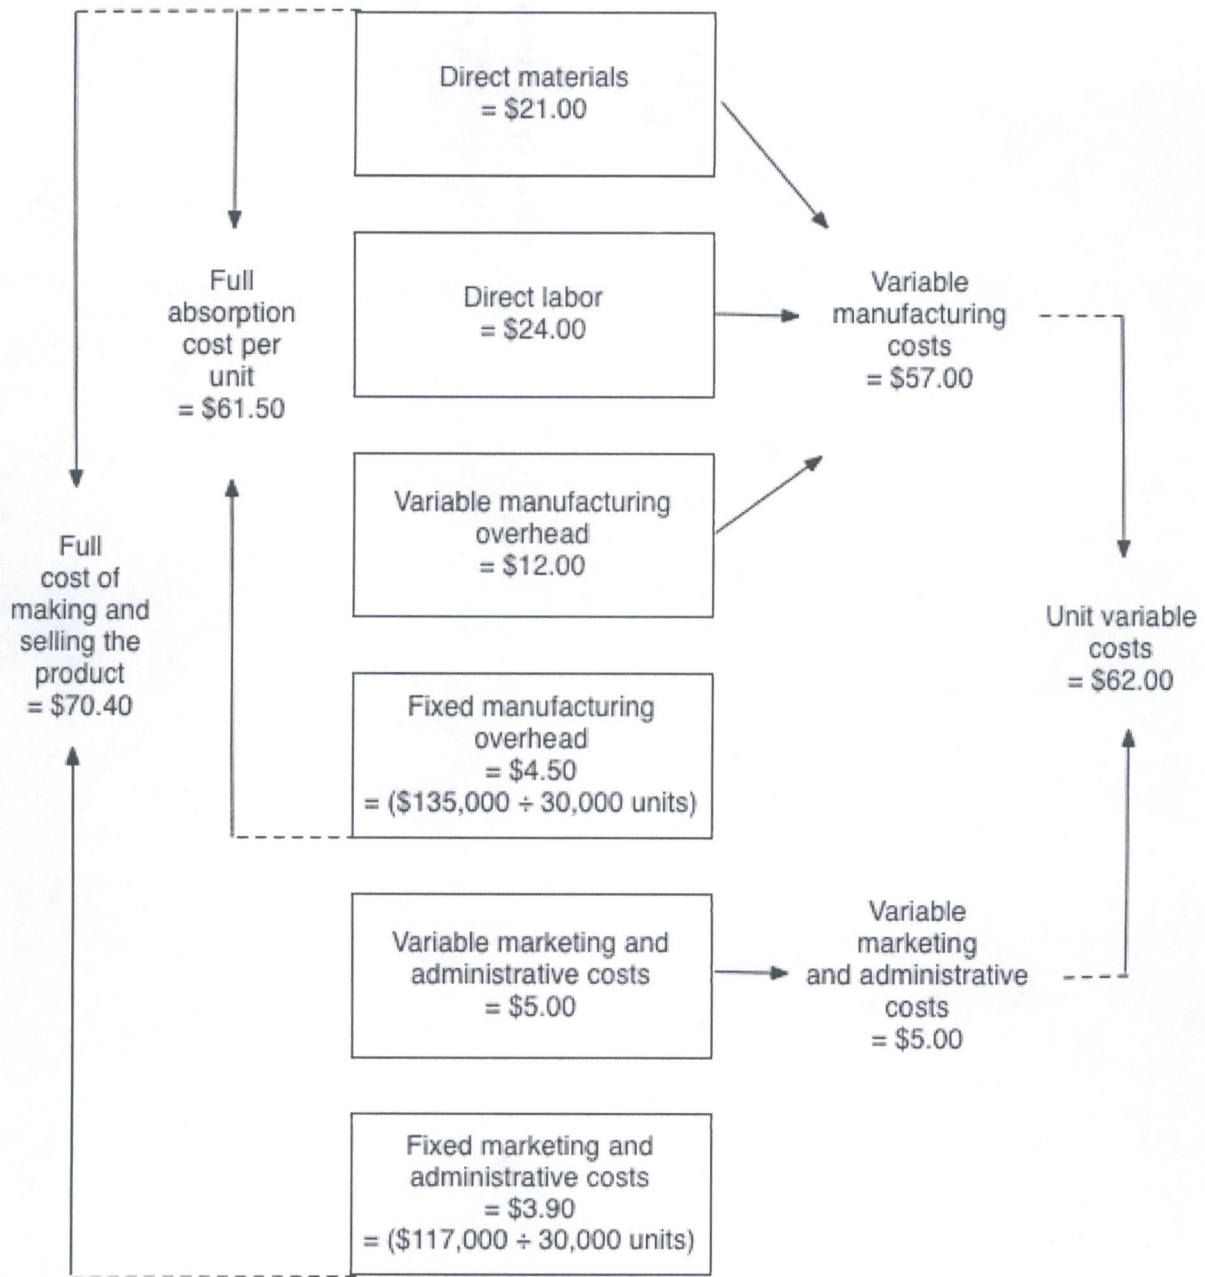 Direct materials
= $21.00
Full
absorption
cost per
unit
= $61.50
Direct labor
= $24.00
Variable
manufacturing
costs
= $57.00
Variable manufacturing
overhead
= $12.00
Full
cost of
making and
selling the
product
= $70.40
Unit variable
costs
= $62.00
Fixed manufacturing
overhead
= $4.50
= ($135,000 ÷ 30,000 units)
Variable marketing and
administrative costs
= $5.00
Variable
marketing
and administrative
costs
= $5.00
Fixed marketing and
administrative costs
= $3.90
= ($117,000 ÷ 30,000 units)